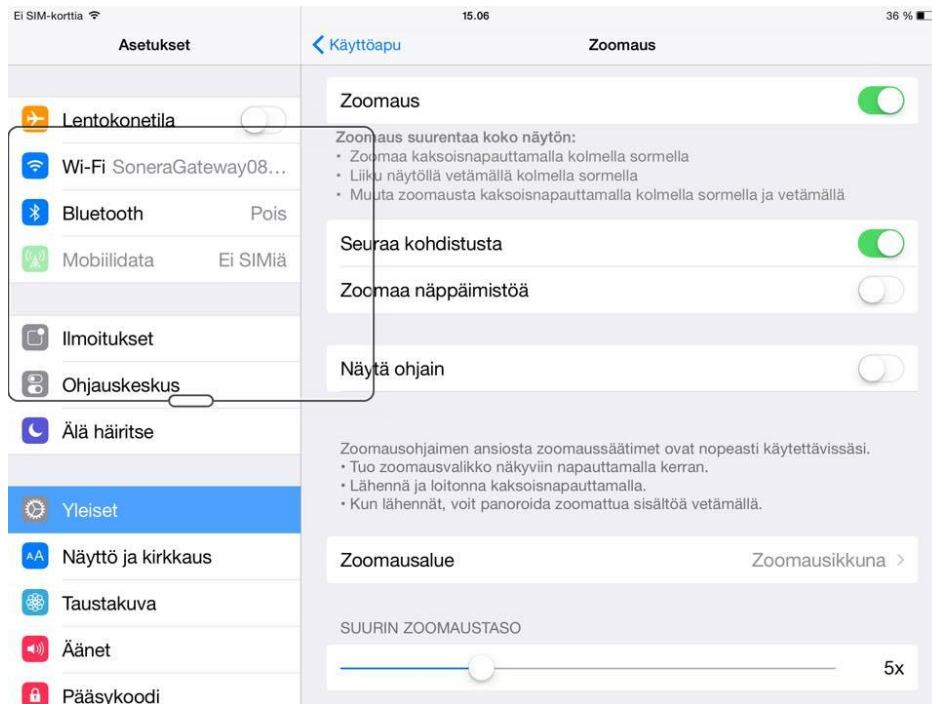 Ei SIM-korttia
15.06
36 %
Asetukset
Lentokonetila
Wi-Fi SoneraGateway08...
Bluetooth Pois
Mobiilidata Ei SIMiä
Ilmoitukset
Ohjauskeskus
Älä häiritse
Yleiset
AA Näyttö ja kirkkaus
Taustakuva
Äänet
Pääsykoodi
Käyttöapu
Zoomaus
Zoomaus
Zoomaus suurentaa koko näytön:
• Zoomaa kaksoisnapauttamalla kolmella sormella
• Liiku näytöllä vetämällä kolmella sormella
• Muuta zoomausta kaksoisnapauttamalla kolmella sormella ja vetämällä
Seuraa kohdistusta
Zoomaa näppäimistöä
Näytä ohjain
Zoomausohjaimen ansiosta zoomaussäätimet ovat nopeasti käytettävissäsi.
• Tuo zoomausvalikko näkyviin napauttamalla kerran.
• Lähennä ja loitonna kaksoisnapauttamalla.
• Kun lähennät, voit panoroida zoomattua sisältöä vetämällä.
Zoomausalue Zoomausikkuna
SUURIN ZOOMAUSTASO
5x